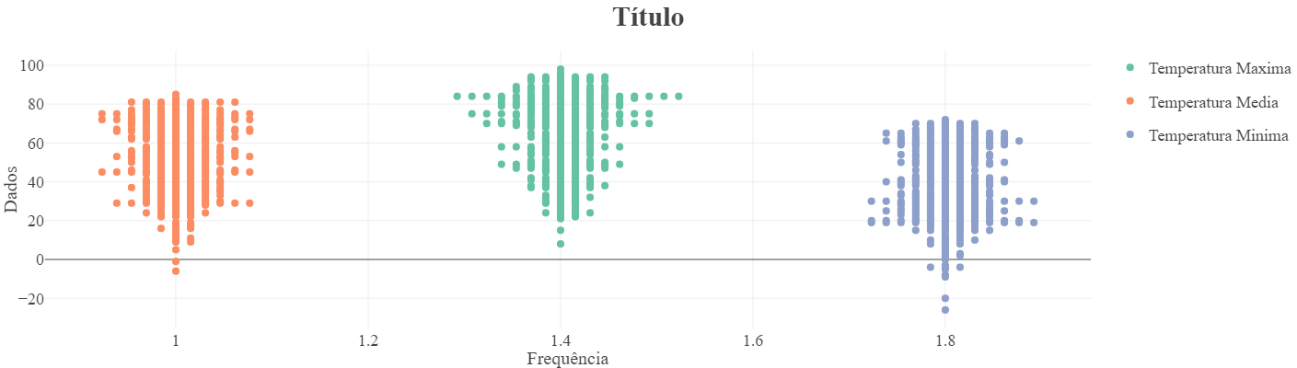 Título
Dados
100
80
60
40
20
0
−20
1
1.2
1.4
1.6
1.8
Frequência
Temperatura Maxima
Temperatura Media
Temperatura Minima